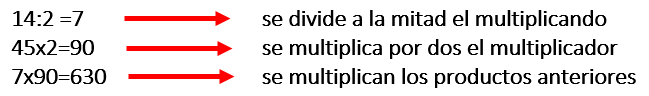 14:2 =7 se divide a la mitad el multiplicando
45x2=90 se multiplica por dos el multiplicador
7x90=630 se multiplican los productos anteriores